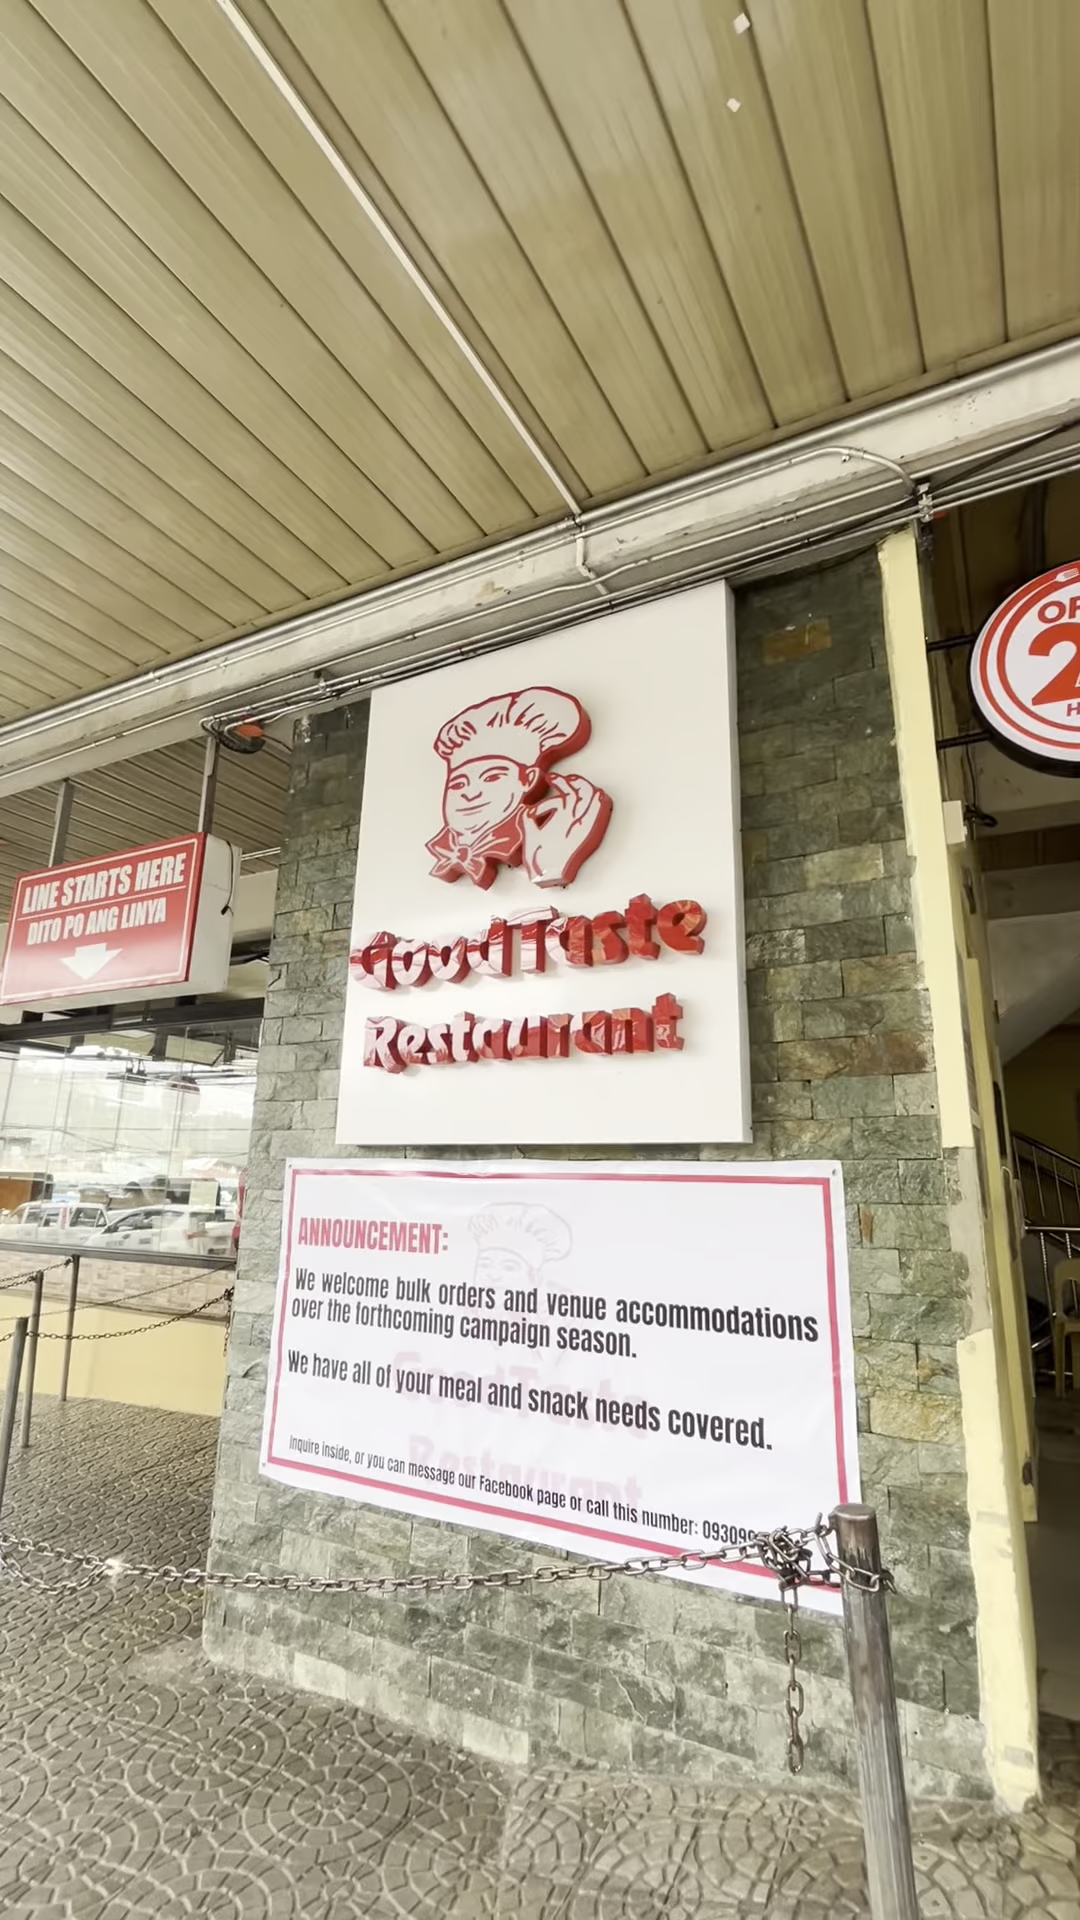 GoodTaste
Restaurant
LINE STARTS HERE
DITO PO ANG LINYA
ANNOUNCEMENT:
We welcome bulk orders and venue accommodations
over the forthcoming campaign season.
We have all of your meal and snack needs covered.
Inquire inside, or you can message our Facebook page or call this number: